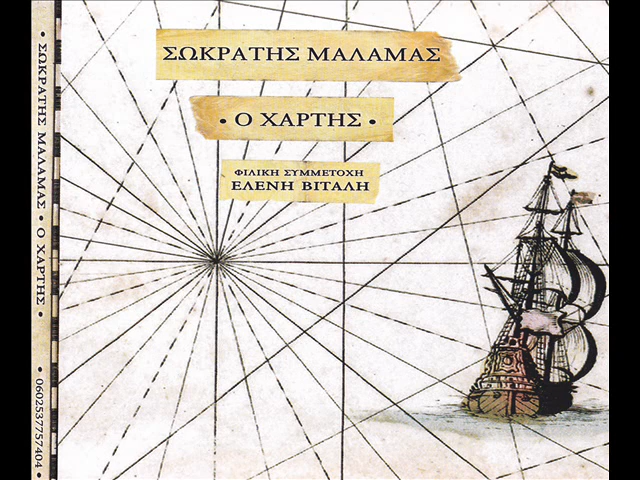 ΣΩΚΡΑΤΗΣ ΜΑΛΑΜΑΣ
• Ο ΧΑΡΤΗΣ •
ΦΙΛΙΚΗ ΣΥΜΜΕΤΟΧΗ
ΕΛΕΝΗ ΒΙΤΑΛΗ
• ΣΩΚΡΑΤΗΣ ΜΑΛΑΜΑΣ • Ο ΧΑΡΤΗΣ • • 0602537757404 •